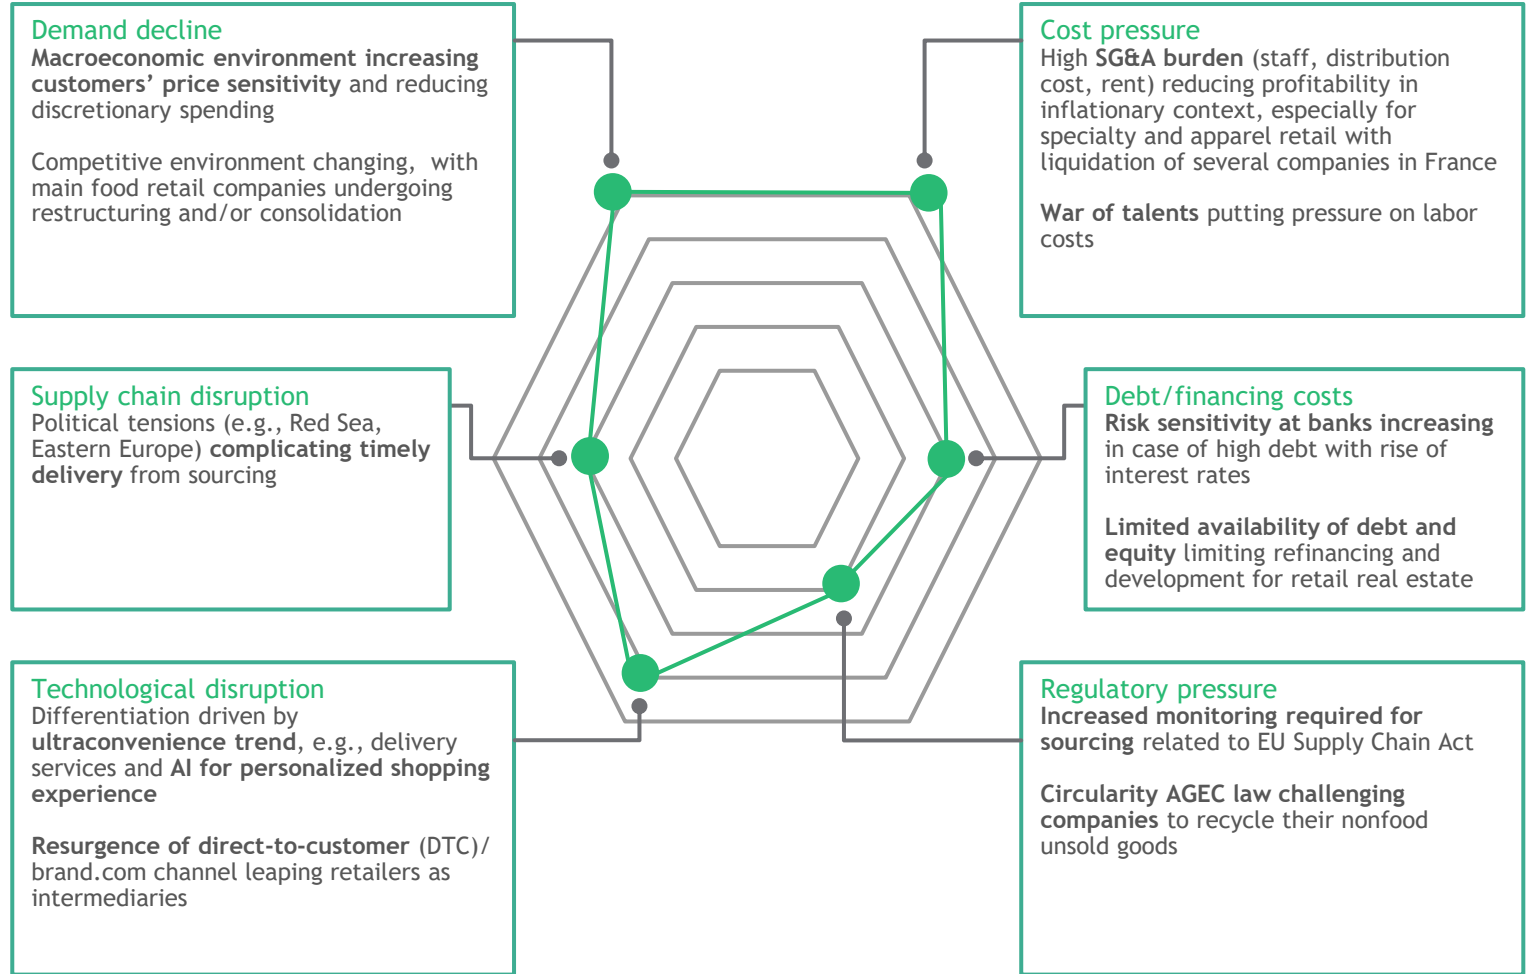 Demand decline
Macroeconomic environment increasing
customers’ price sensitivity and reducing
discretionary spending
Competitive environment changing, with
main food retail companies undergoing
restructuring and/or consolidation
Cost pressure
High SG&A burden (staff, distribution
cost, rent) reducing profitability in
inflationary context, especially for
specialty and apparel retail with
liquidation of several companies in France
War of talents putting pressure on labor
costs
Supply chain disruption
Political tensions (e.g., Red Sea,
Eastern Europe) complicating timely
delivery from sourcing
Debt/financing costs
Risk sensitivity at banks increasing
in case of high debt with rise of
interest rates
Limited availability of debt and
equity limiting refinancing and
development for retail real estate
Technological disruption
Differentiation driven by
ultraconvenience trend, e.g., delivery
services and AI for personalized shopping
experience
Resurgence of direct-to-customer (DTC)/
brand.com channel leaping retailers as
intermediaries
Regulatory pressure
Increased monitoring required for
sourcing related to EU Supply Chain Act
Circularity AGEC law challenging
companies to recycle their nonfood
unsold goods